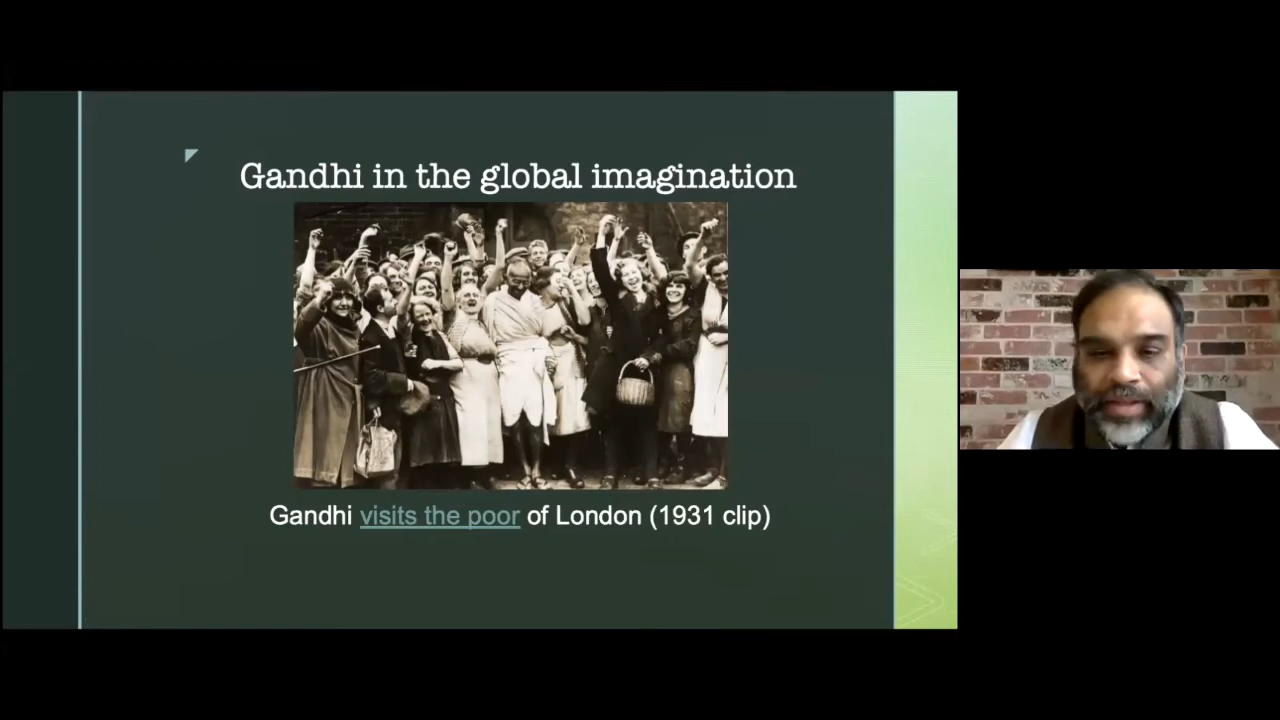 Gandhi in the global imagination
Gandhi visits the poor of London (1931 clip)